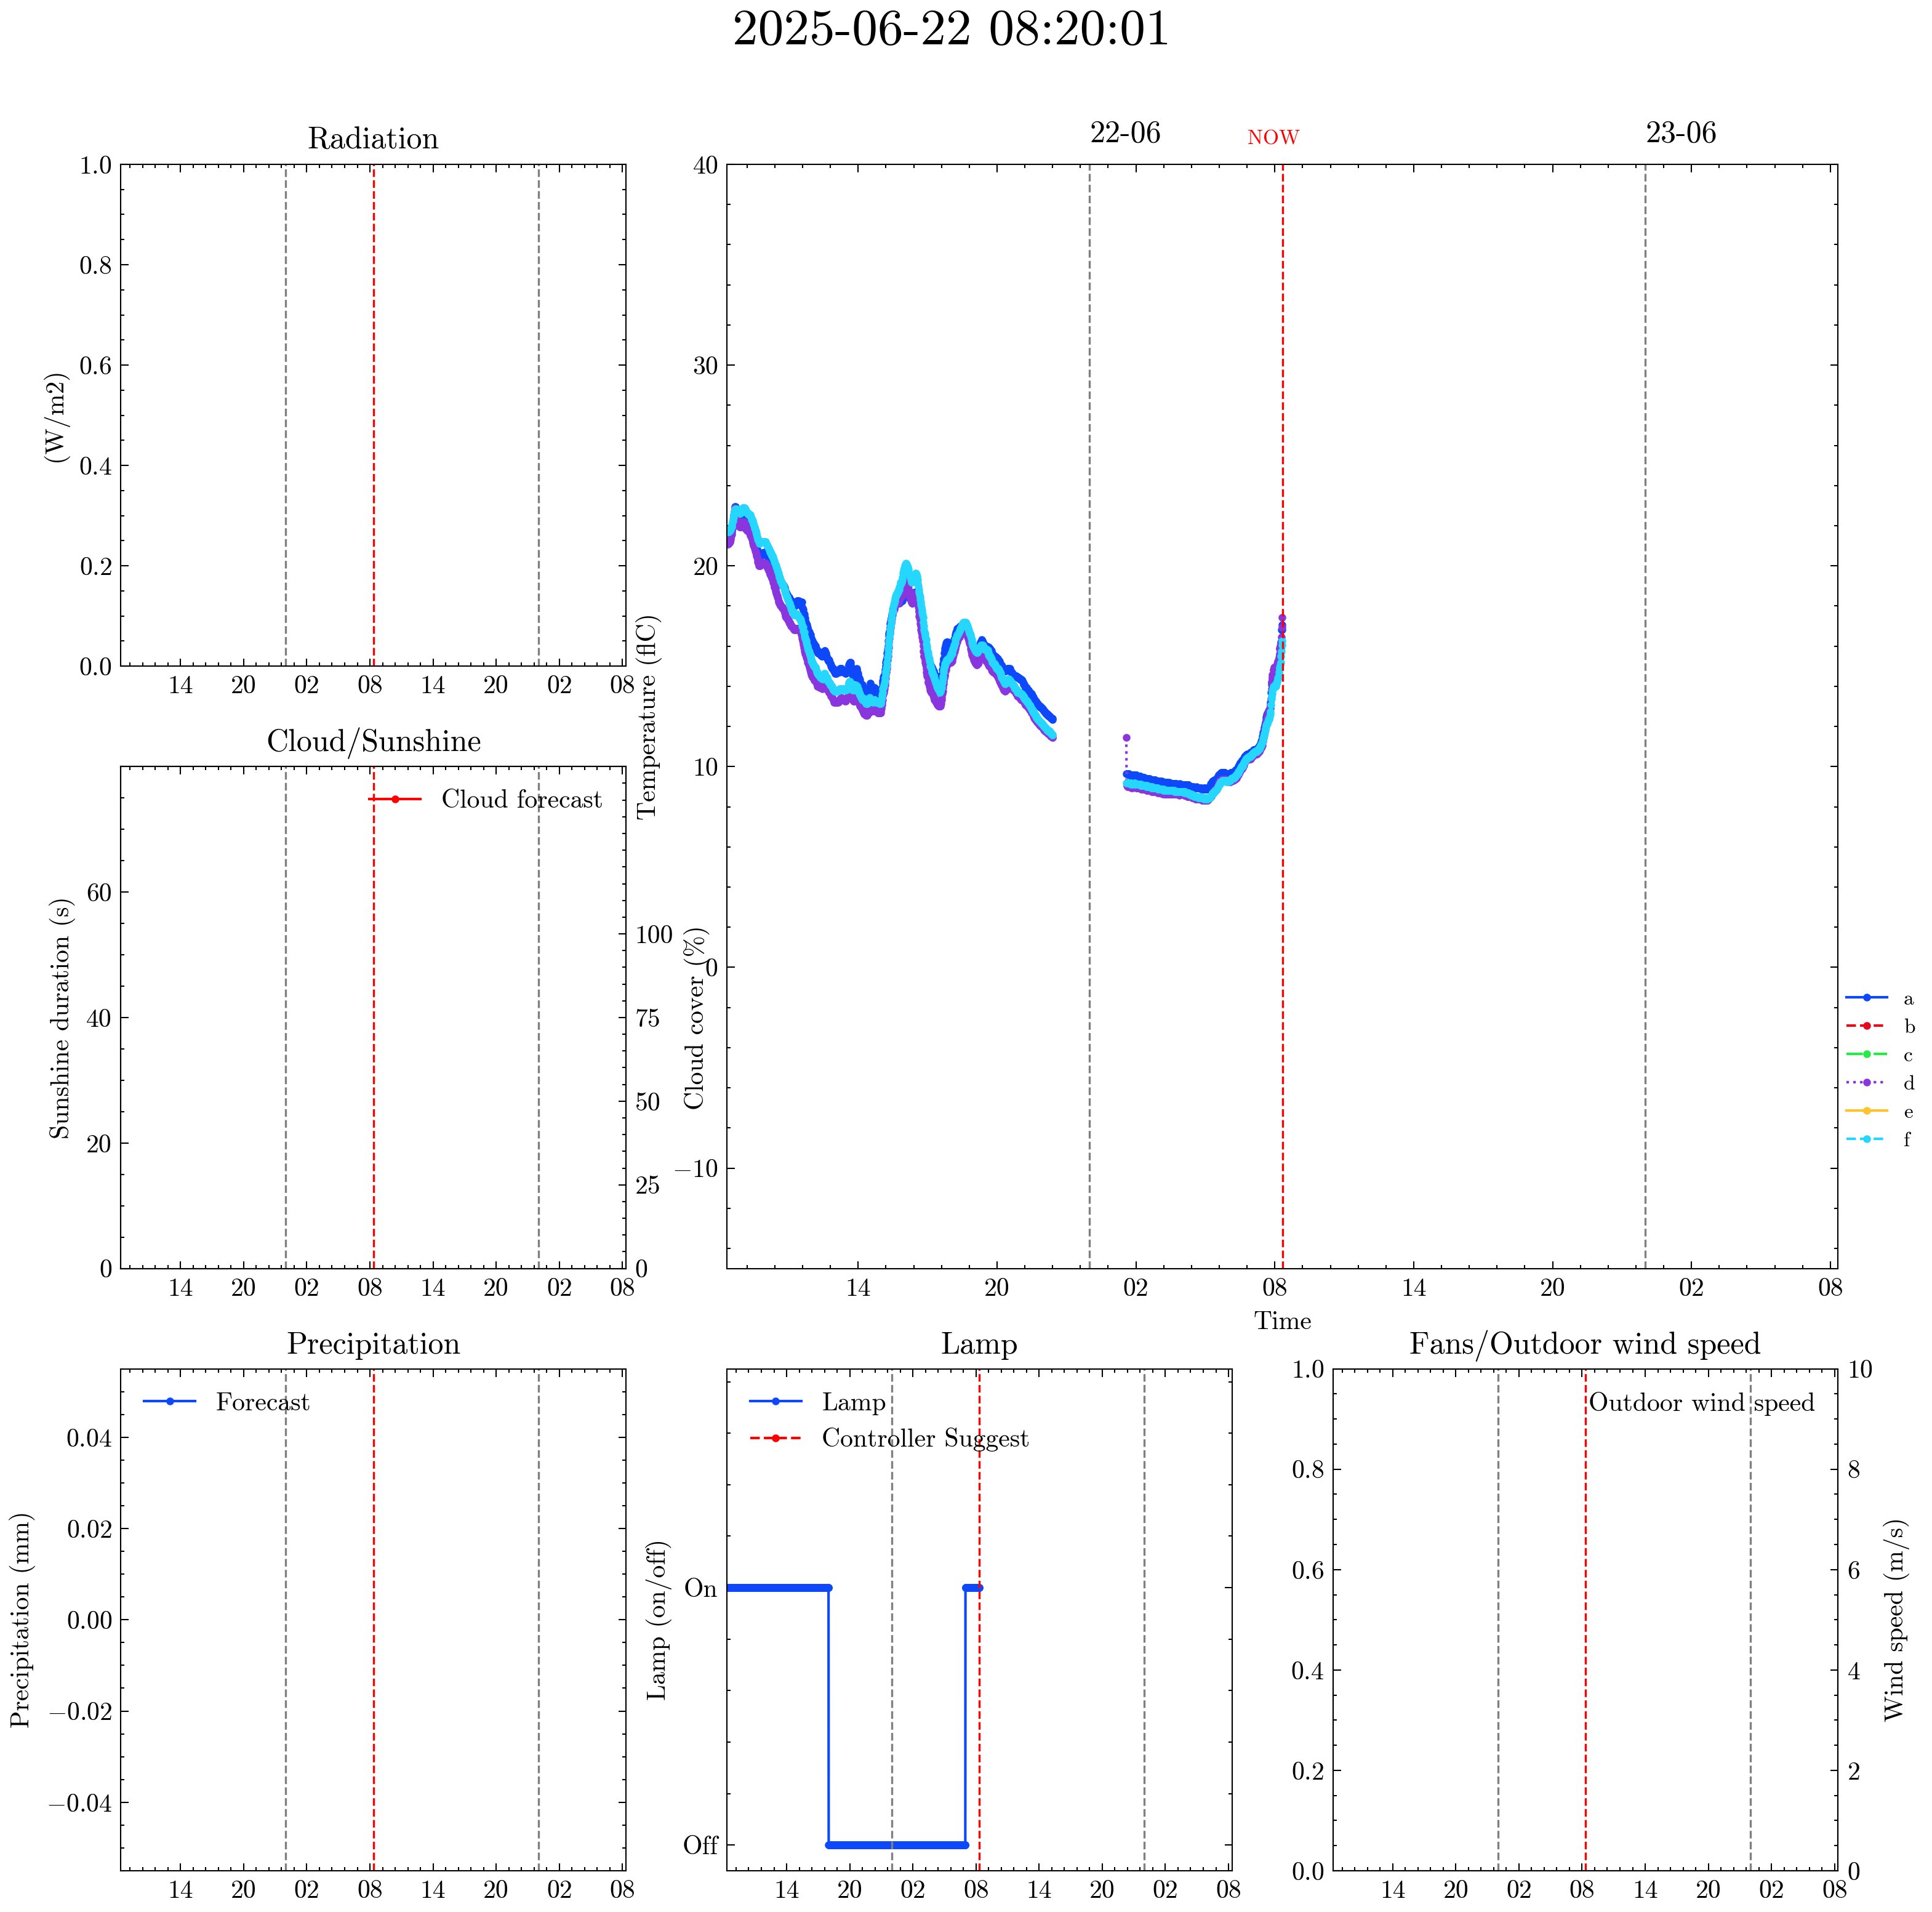 2025-06-22 08:20:01
Radiation
1.0
0.8
0.6
0.4
0.2
0.0
(W/m2)
14 20 02 08 14 20 02 08
22-06 NOW 23-06
40
30
20
10
0
−10
Temperature (flC)
14 20 02 08 14 20 02 08
Time
a
b
c
d
e
f
Cloud/Sunshine
Cloud forecast
60
40
20
0
Sunshine duration (s)
100
75
50
25
0
Cloud cover (%)
14 20 02 08 14 20 02 08
Precipitation
Forecast
0.04
0.02
0.00
−0.02
−0.04
Precipitation (mm)
14 20 02 08 14 20 02 08
Lamp
Lamp
Controller Suggest
On
Off
Lamp (on/off)
14 20 02 08 14 20 02 08
Fans/Outdoor wind speed
Outdoor wind speed
1.0
0.8
0.6
0.4
0.2
0.0
10
8
6
4
2
0
Wind speed (m/s)
14 20 02 08 14 20 02 08